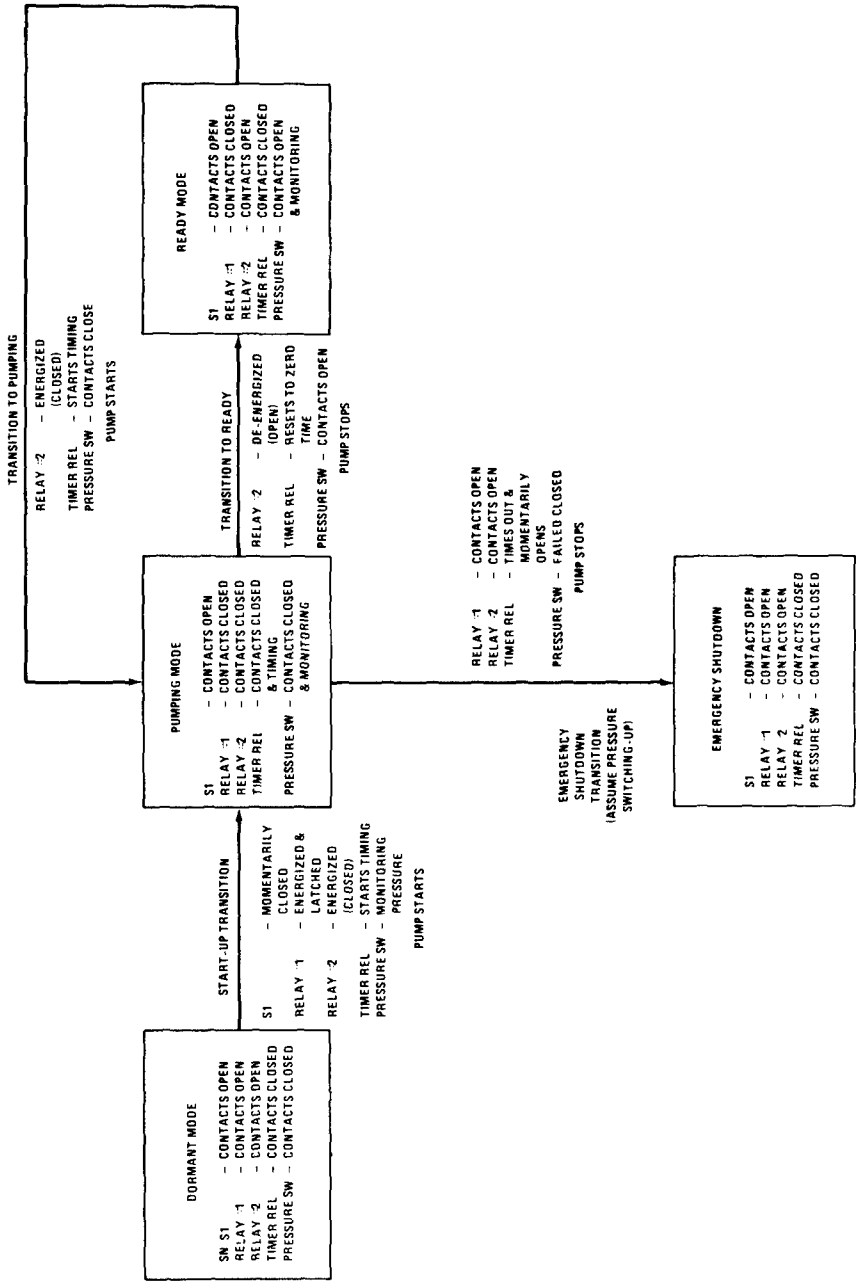 TRANSITION TO PUMPING
RELAY #2 – ENERGIZED
(CLOSED)
TIMER REL – STARTS TIMING
PRESSURE SW – CONTACTS CLOSE
PUMP STARTS
DORMANT MODE
SN S1 – CONTACTS OPEN
RELAY #1 – CONTACTS OPEN
RELAY #2 – CONTACTS OPEN
TIMER REL – CONTACTS CLOSED
PRESSURE SW – CONTACTS CLOSED
START-UP TRANSITION
S1 – MOMENTARILY
CLOSED
RELAY #1 – ENERGIZED &
LATCHED
RELAY #2 – ENERGIZED
(CLOSED)
TIMER REL – STARTS TIMING
PRESSURE SW – MONITORING
PRESSURE
PUMP STARTS
PUMPING MODE
S1 – CONTACTS OPEN
RELAY #1 – CONTACTS CLOSED
RELAY #2 – CONTACTS CLOSED
TIMER REL – CONTACTS CLOSED
& TIMING
PRESSURE SW – CONTACTS CLOSED
& MONITORING
TRANSITION TO READY
RELAY #2 – DE-ENERGIZED
(OPEN)
TIMER REL – RESETS TO ZERO
TIME
PRESSURE SW – CONTACTS OPEN
PUMP STOPS
READY MODE
S1 – CONTACTS OPEN
RELAY #1 – CONTACTS CLOSED
RELAY #2 – CONTACTS OPEN
TIMER REL – CONTACTS CLOSED
PRESSURE SW – CONTACTS OPEN
& MONITORING
EMERGENCY
SHUTDOWN
TRANSITION
(ASSUME PRESSURE
SWITCHING-UP)
RELAY #1 – CONTACTS OPEN
RELAY #2 – CONTACTS OPEN
TIMER REL – TIMES OUT &
MOMENTARILY
OPENS
PRESSURE SW – FAILED CLOSED
PUMP STOPS
EMERGENCY SHUTDOWN
S1 – CONTACTS OPEN
RELAY #1 – CONTACTS OPEN
RELAY #2 – CONTACTS OPEN
TIMER REL – CONTACTS CLOSED
PRESSURE SW – CONTACTS CLOSED